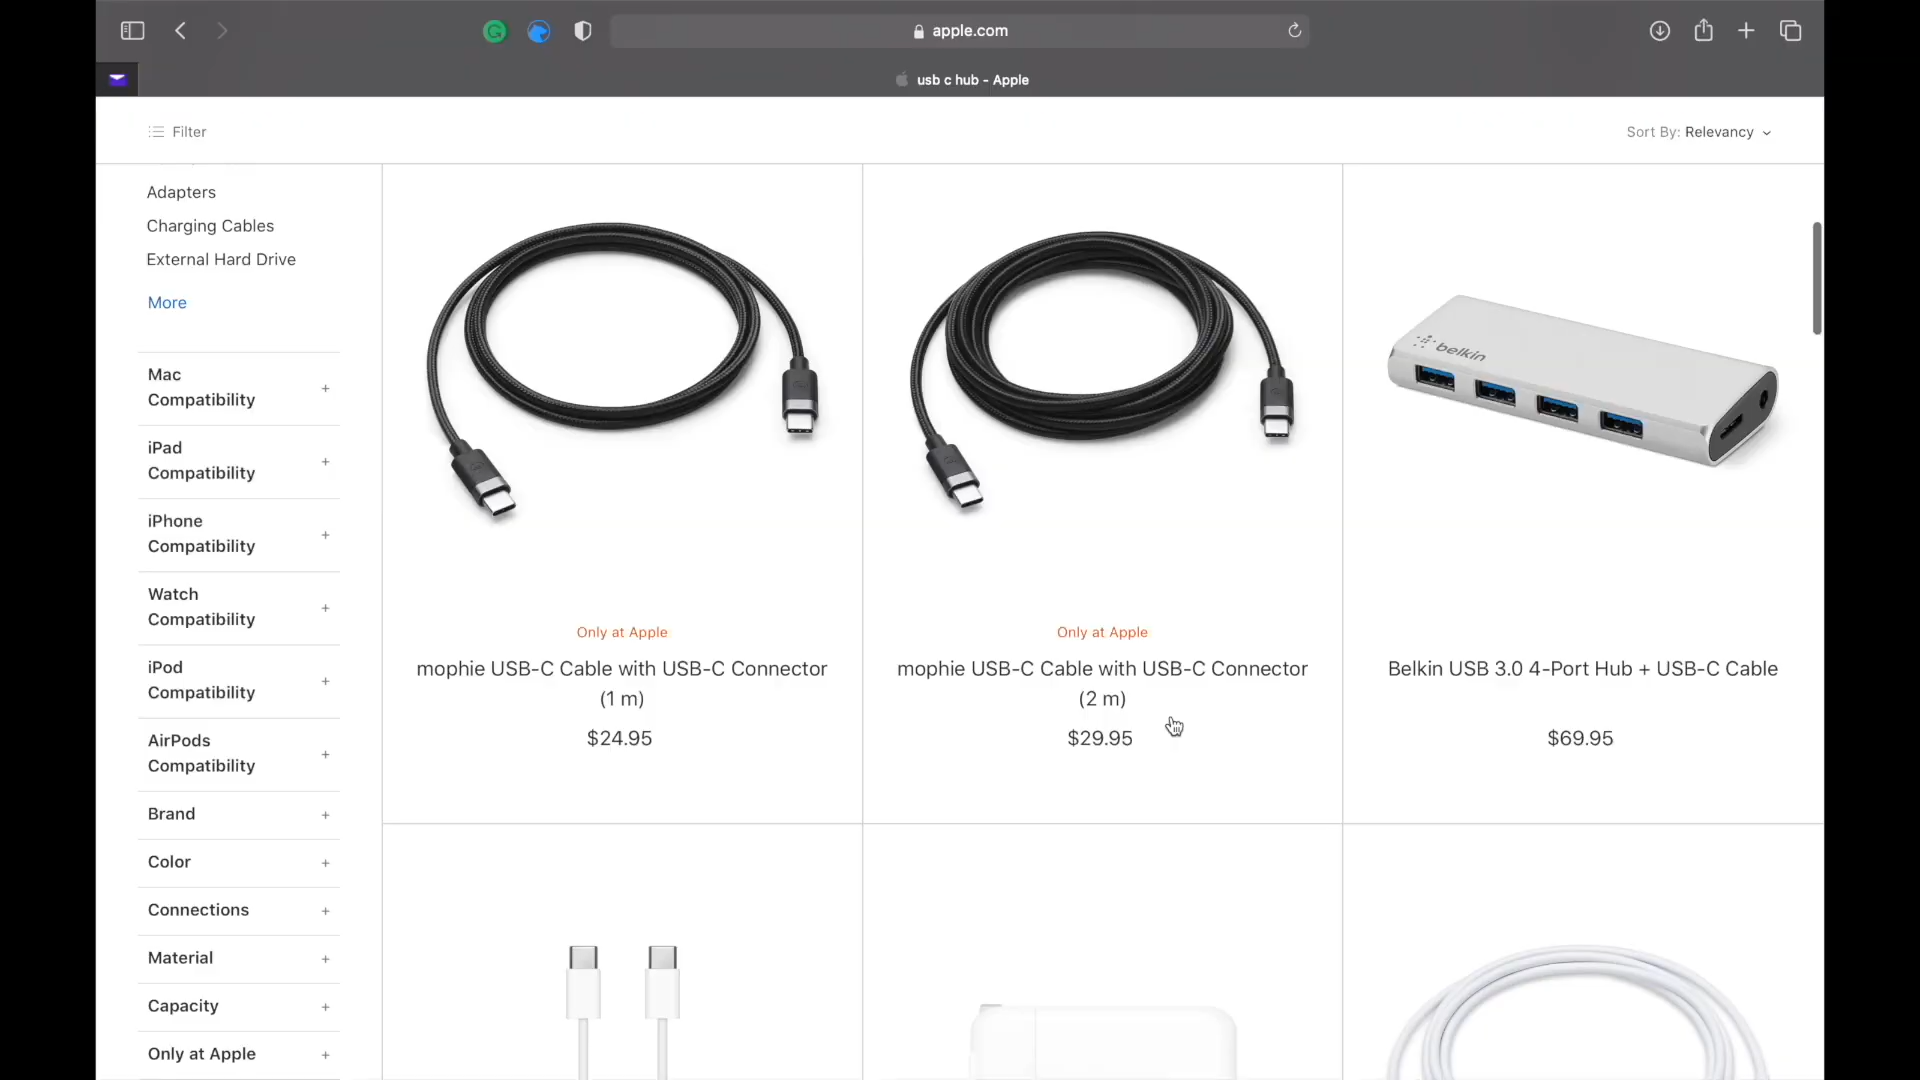 apple.com
usb c hub - Apple
Filter
Sort By: Relevancy
Adapters
Charging Cables
External Hard Drive
More
Mac
Compatibility
iPad
Compatibility
iPhone
Compatibility
Watch
Compatibility
iPod
Compatibility
AirPods
Compatibility
Brand
Color
Connections
Material
Capacity
Only at Apple
Only at Apple
mophie USB-C Cable with USB-C Connector
(1 m)
$24.95
Only at Apple
mophie USB-C Cable with USB-C Connector
(2 m)
$29.95
belkin
Belkin USB 3.0 4-Port Hub + USB-C Cable
$69.95